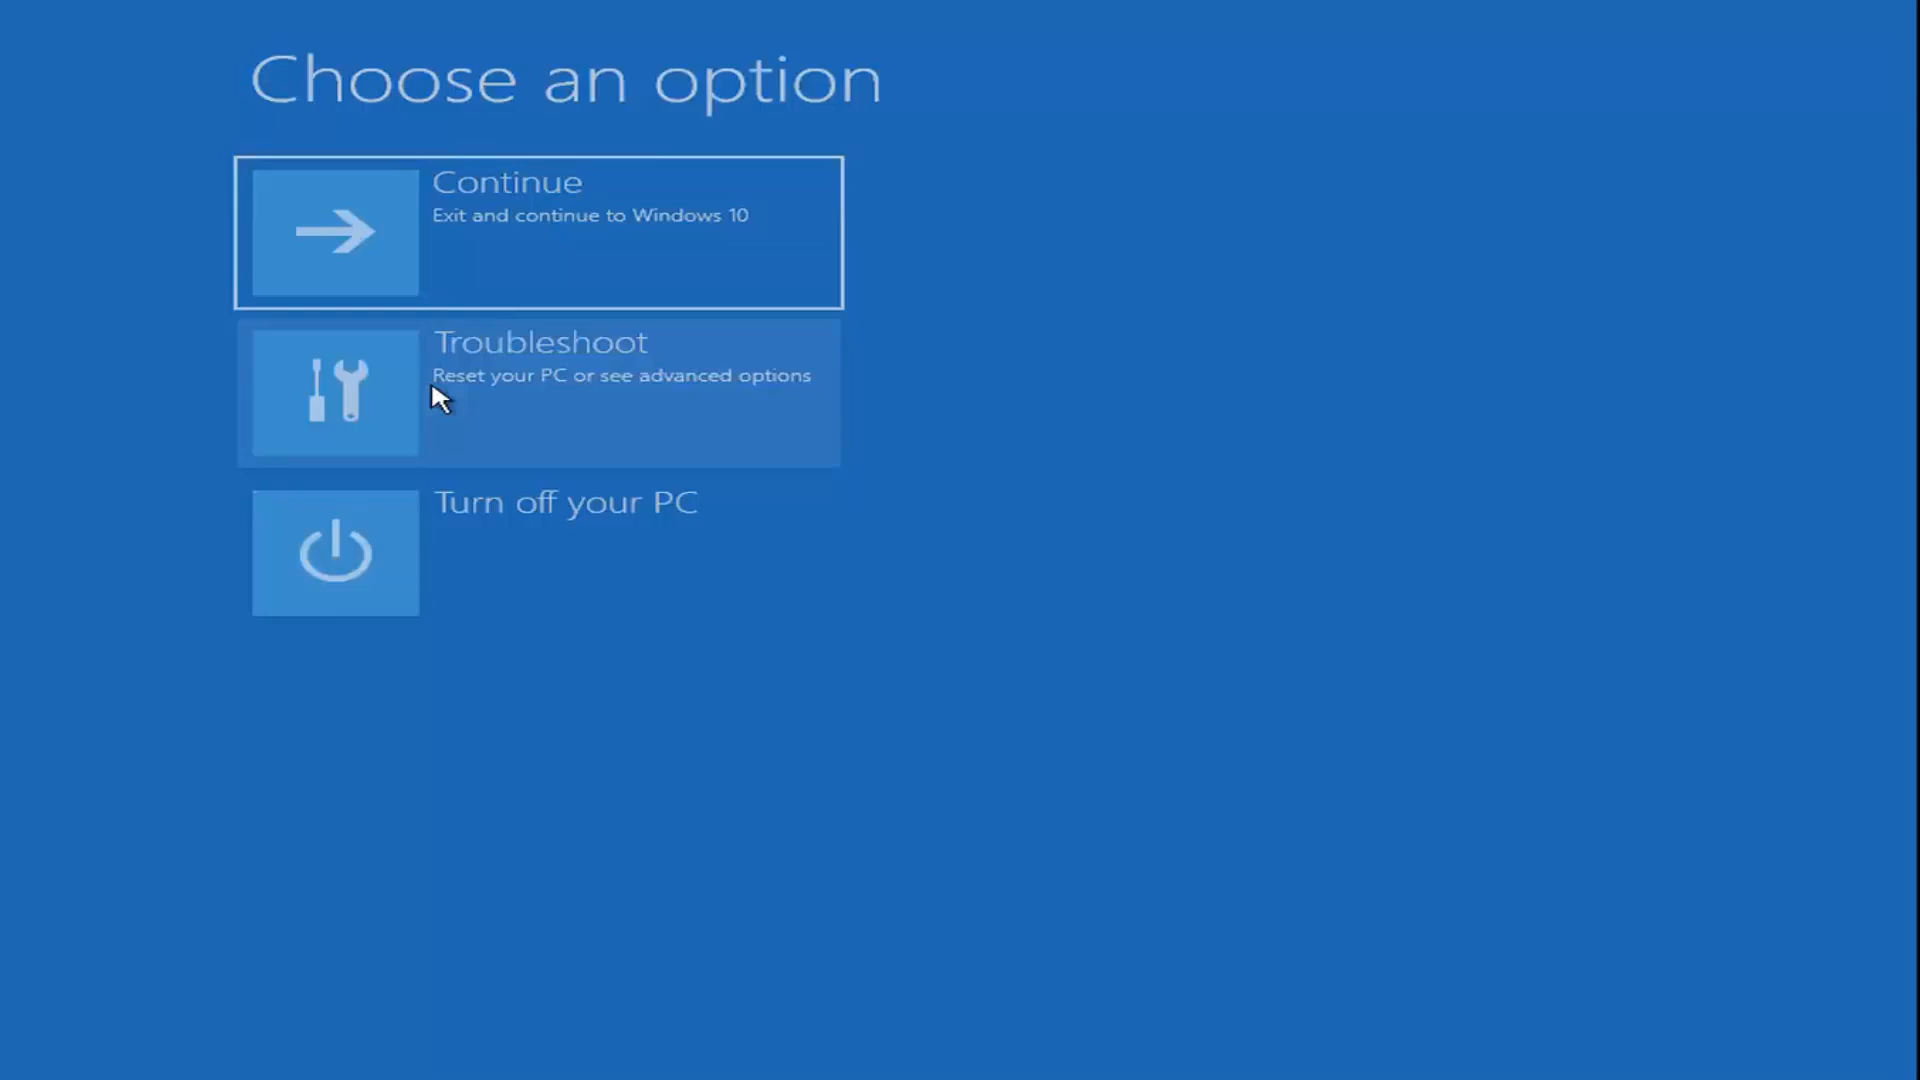 Choose an option
Continue
Exit and continue to Windows 10
Troubleshoot
Reset your PC or see advanced options
Turn off your PC